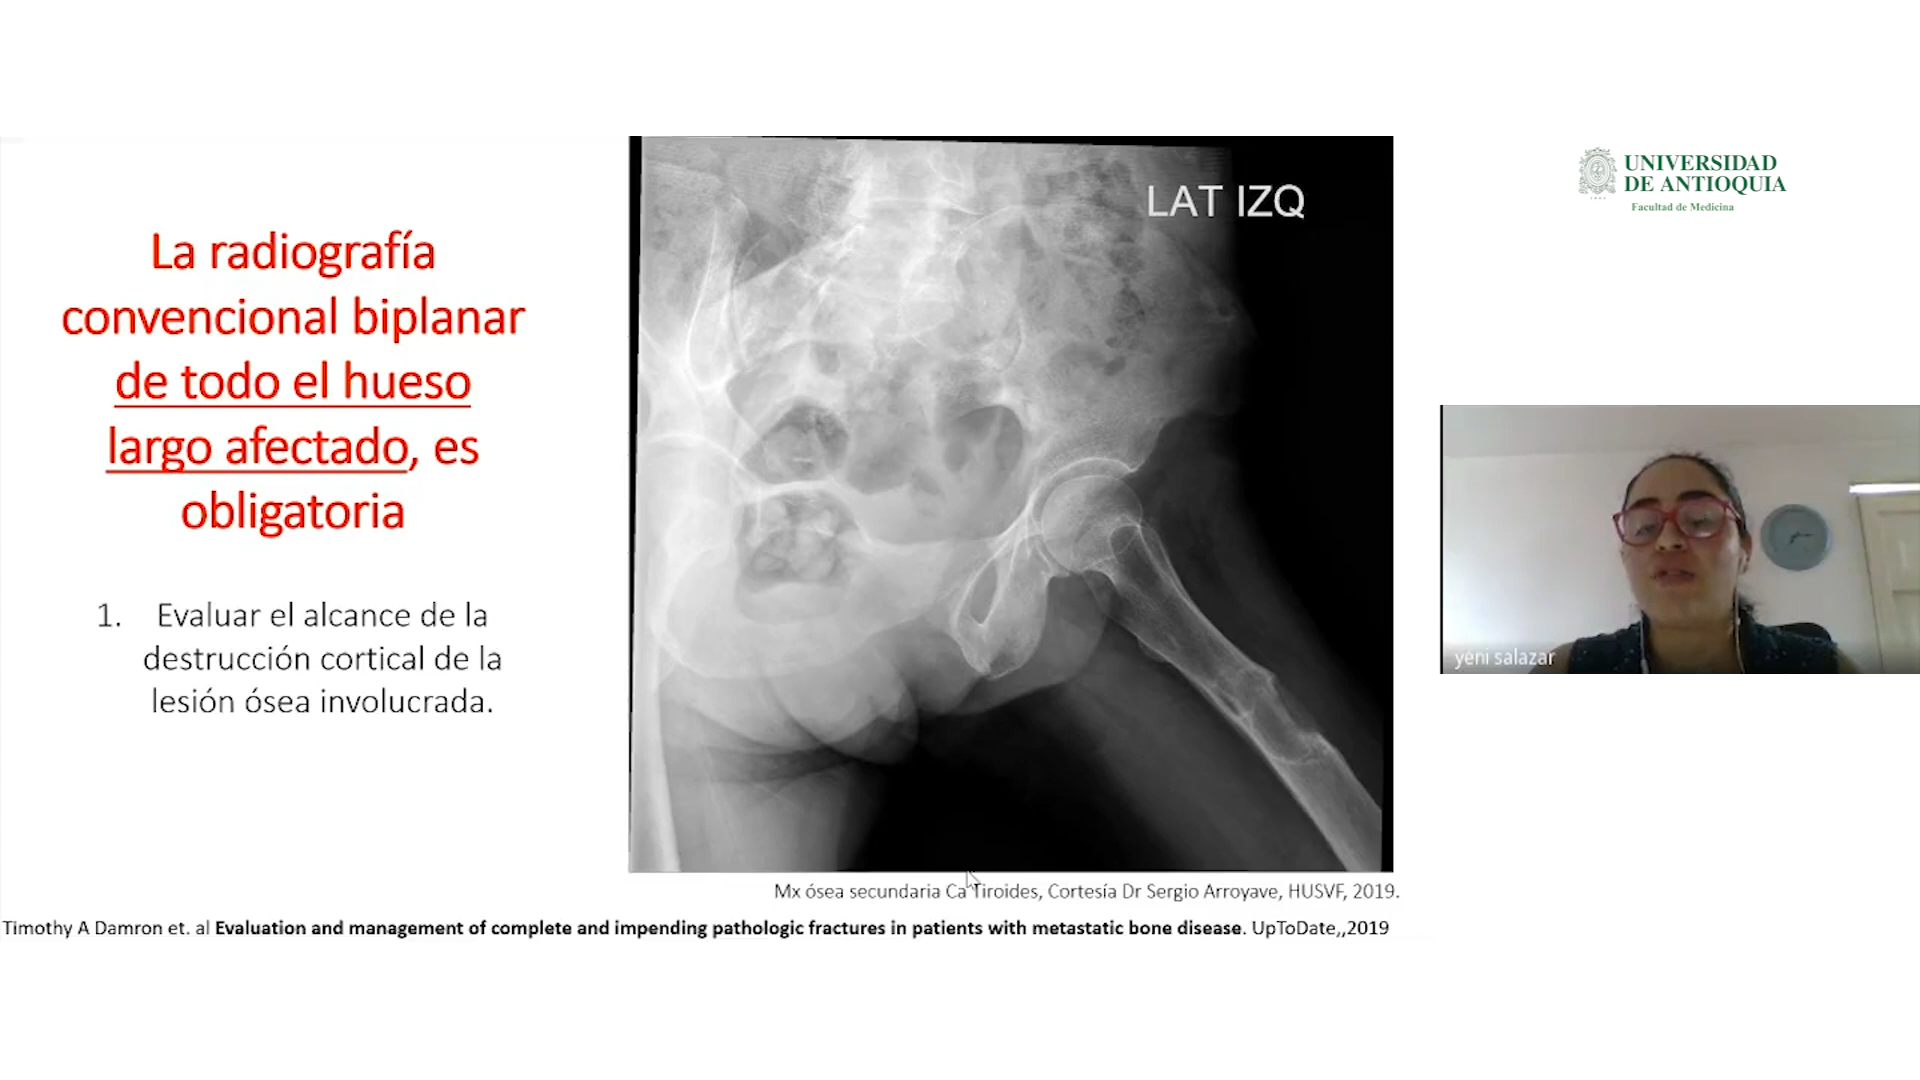 La radiografía
convencional biplanar
de todo el hueso
largo afectado, es
obligatoria
1. Evaluar el alcance de la
destrucción cortical de la
lesión ósea involucrada.
LAT IZQ
Mx ósea secundaria Ca Tiroides, Cortesía Dr Sergio Arroyave, HUSVF, 2019.
Timothy A Damron et. al Evaluation and management of complete and impending pathologic fractures in patients with metastatic bone disease. UpToDate,,2019
UNIVERSIDAD
DE ANTIOQUIA
Facultad de Medicina
yeni salazar